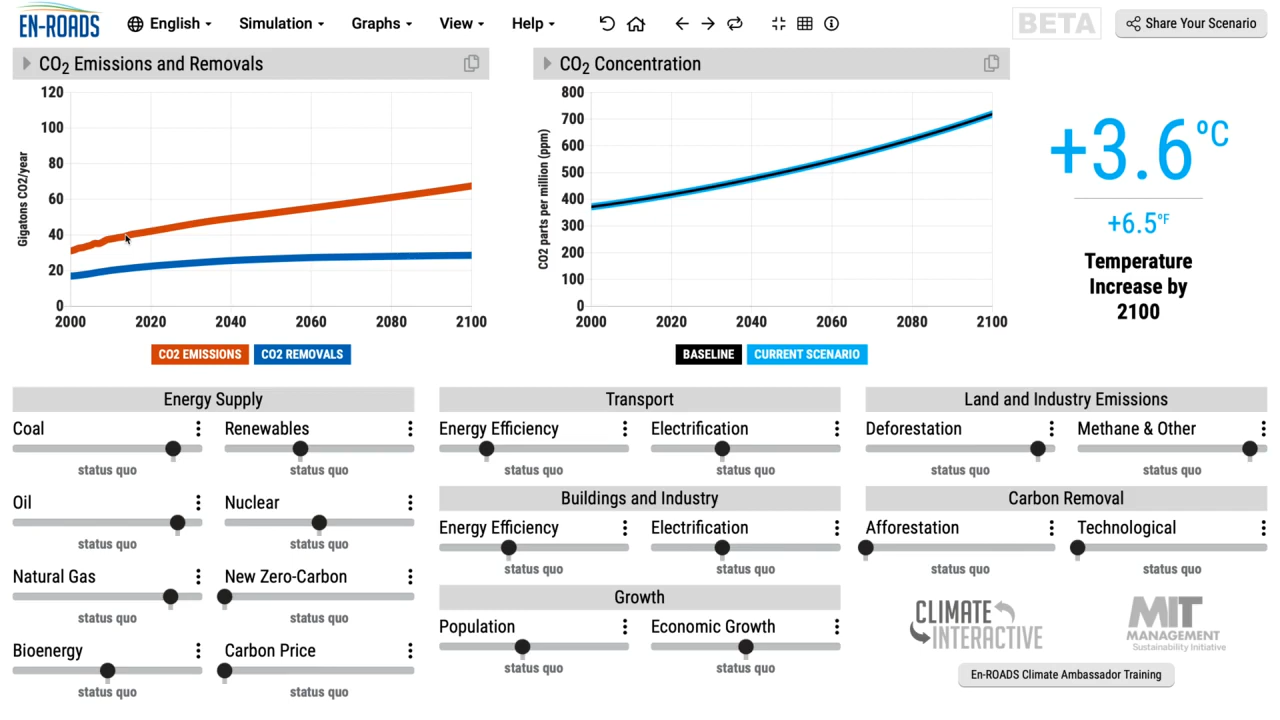 EN-ROADS
English
Simulation
Graphs
View
Help
BETA
Share Your Scenario
CO2 Emissions and Removals
Gigatons CO2/year
120
100
80
60
40
20
0
2000 2020 2040 2060 2080 2100
CO2 EMISSIONS CO2 REMOVALS
CO2 Concentration
CO2 parts per million (ppm)
800
700
600
500
400
300
200
100
0
2000 2020 2040 2060 2080 2100
BASELINE CURRENT SCENARIO
+3.6°C
+6.5°F
Temperature
Increase by
2100
Energy Supply
Coal
status quo
Renewables
status quo
Oil
status quo
Nuclear
status quo
Natural Gas
status quo
New Zero-Carbon
status quo
Bioenergy
status quo
Carbon Price
status quo
Transport
Energy Efficiency
status quo
Electrification
status quo
Buildings and Industry
Energy Efficiency
status quo
Electrification
status quo
Growth
Population
status quo
Economic Growth
status quo
Land and Industry Emissions
Deforestation
status quo
Methane & Other
status quo
Carbon Removal
Afforestation
status quo
Technological
status quo
CLIMATE
INTERACTIVE
MIT
MANAGEMENT
Sustainability Initiative
En-ROADS Climate Ambassador Training